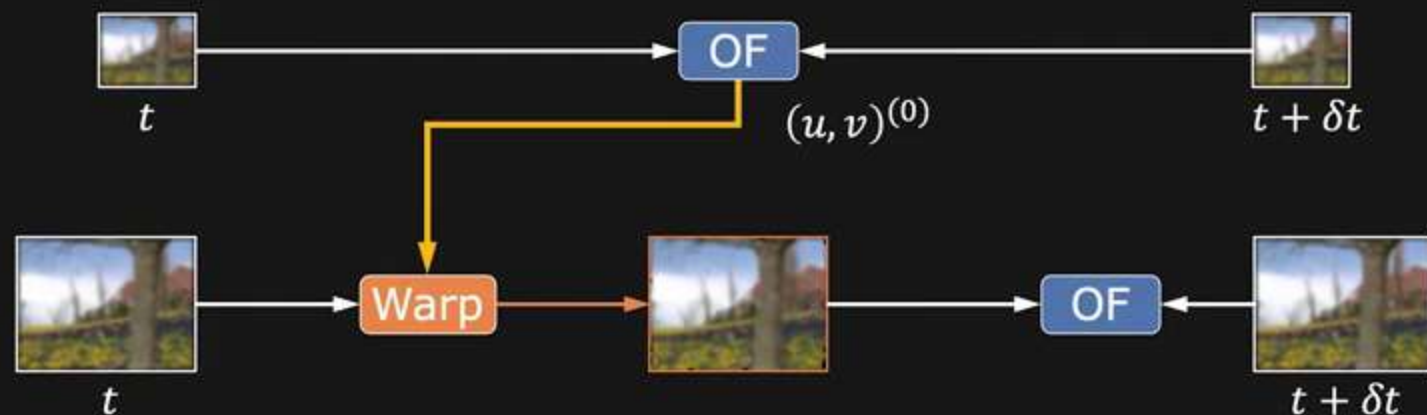 OF
t
(u, v)⁽⁰⁾
t + δt
Warp
OF
t
t + δt